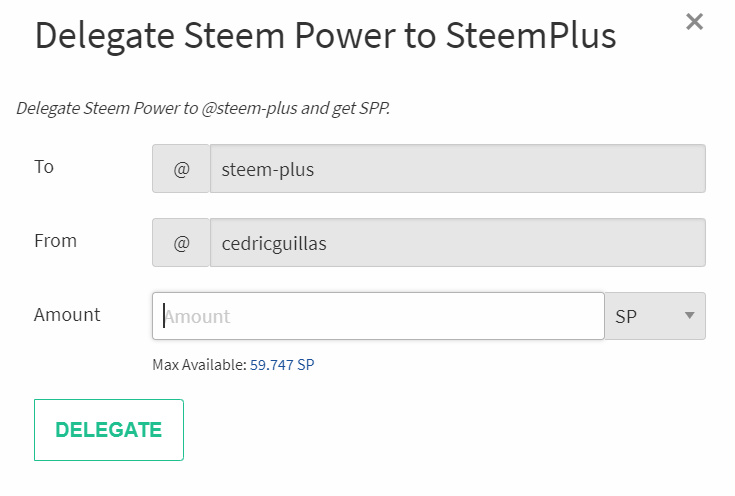 Delegate Steem Power to SteemPlus ×
Delegate Steem Power to @steem-plus and get SPP.
To @ steem-plus
From @ cedricguillas
Amount Amount SP
Max Available: 59.747 SP
DELEGATE